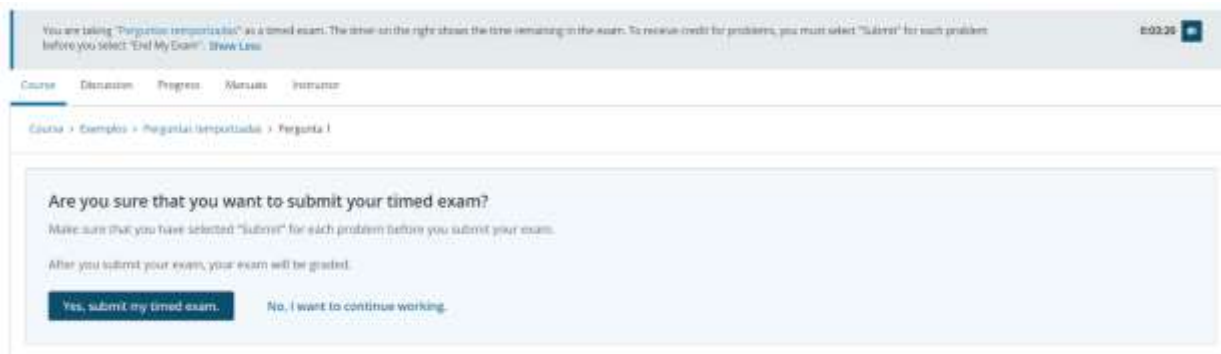 You are taking "Perguntas temporizadas" as a timed exam. The timer on the right shows the time remaining in the exam. To receive credit for problems, you must select "Submit" for each problem
before you select "End My Exam". Show Less
0:03:26
Course Discussion Progress Manuals Instructor
Course > Exemplos > Perguntas temporizadas > Pergunta 1
Are you sure that you want to submit your timed exam?
Make sure that you have selected "Submit" for each problem before you submit your exam.
After you submit your exam, your exam will be graded.
Yes, submit my timed exam. No, I want to continue working.